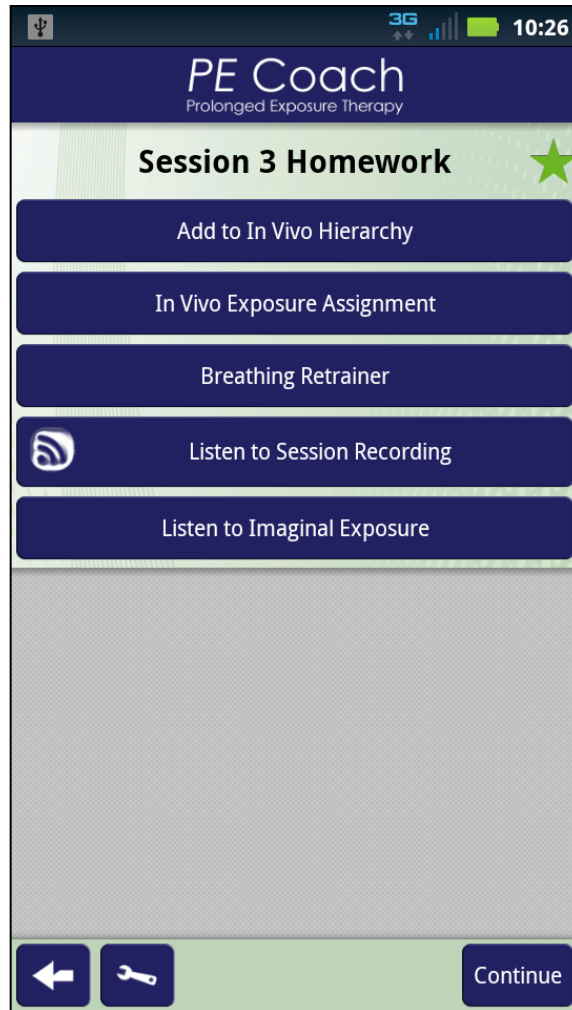 3G 10:26
PE Coach
Prolonged Exposure Therapy
Session 3 Homework
Add to In Vivo Hierarchy
In Vivo Exposure Assignment
Breathing Retrainer
Listen to Session Recording
Listen to Imaginal Exposure
Continue